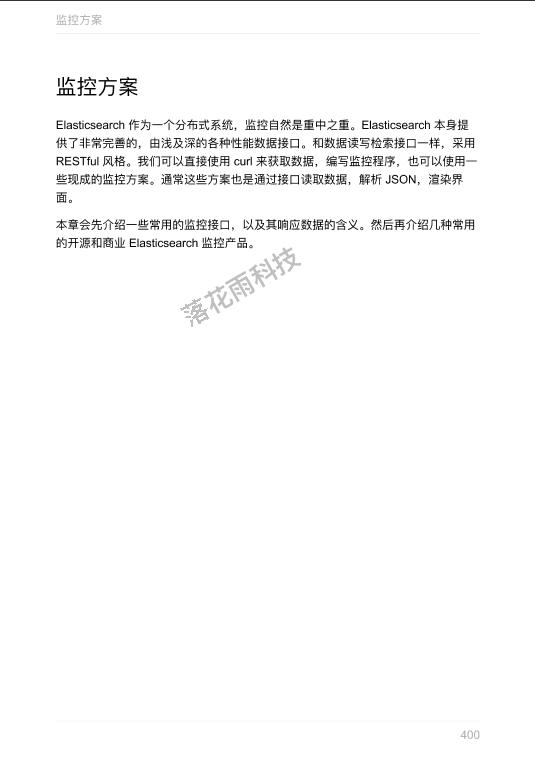 监控方案
监控方案
Elasticsearch 作为一个分布式系统，监控自然是重中之重。Elasticsearch 本身提
供了非常完善的，由浅及深的各种性能数据接口。和数据读写检索接口一样，采用
RESTful 风格。我们可以直接使用 curl 来获取数据，编写监控程序，也可以使用一
些现成的监控方案。通常这些方案也是通过接口读取数据，解析 JSON，渲染界
面。
本章会先介绍一些常用的监控接口，以及其响应数据的含义。然后再介绍几种常用
的开源和商业 Elasticsearch 监控产品。
落花雨科技
400